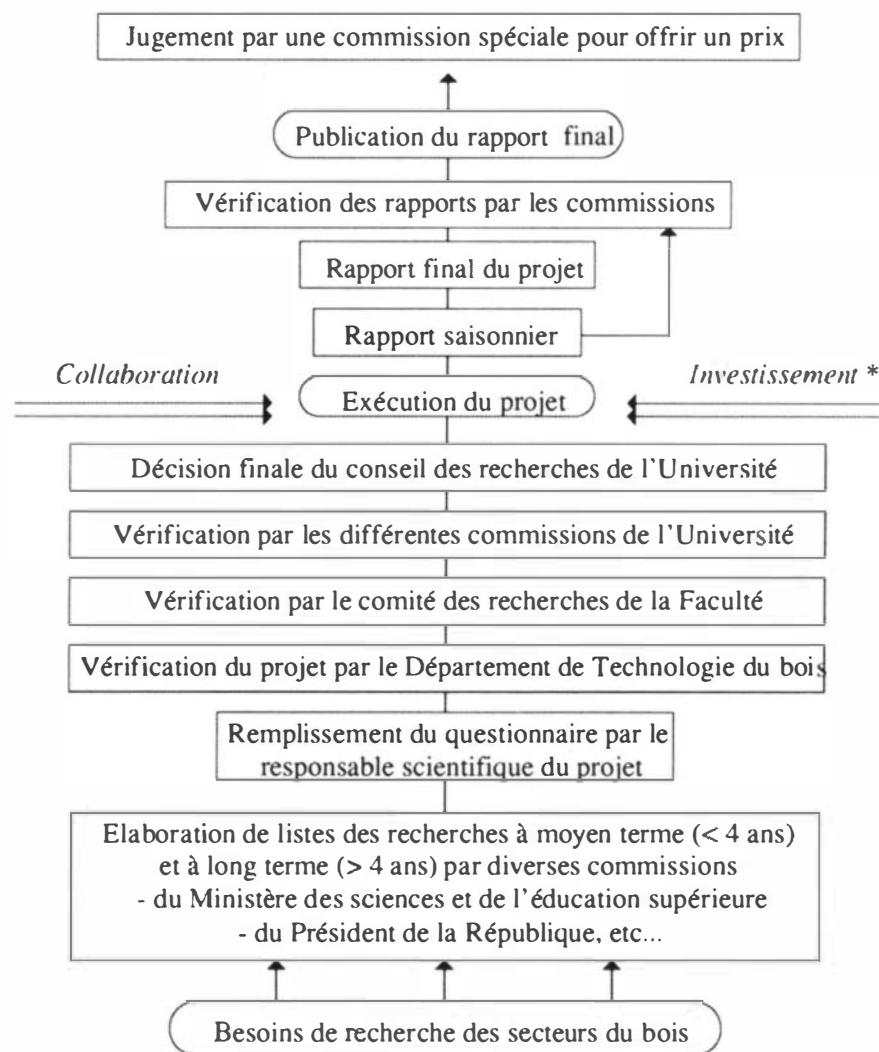 Jugement par une commission spéciale pour offrir un prix
Publication du rapport final
Vérification des rapports par les commissions
Rapport final du projet
Rapport saisonnier
Collaboration
Investissement *
Exécution du projet
Décision finale du conseil des recherches de l'Université
Vérification par les différentes commissions de l'Université
Vérification par le comité des recherches de la Faculté
Vérification du projet par le Département de Technologie du bois
Remplissement du questionnaire par le
responsable scientifique du projet
Elaboration de listes des recherches à moyen terme (< 4 ans)
et à long terme (> 4 ans) par diverses commissions
- du Ministère des sciences et de l'éducation supérieure
- du Président de la République, etc...
Besoins de recherche des secteurs du bois